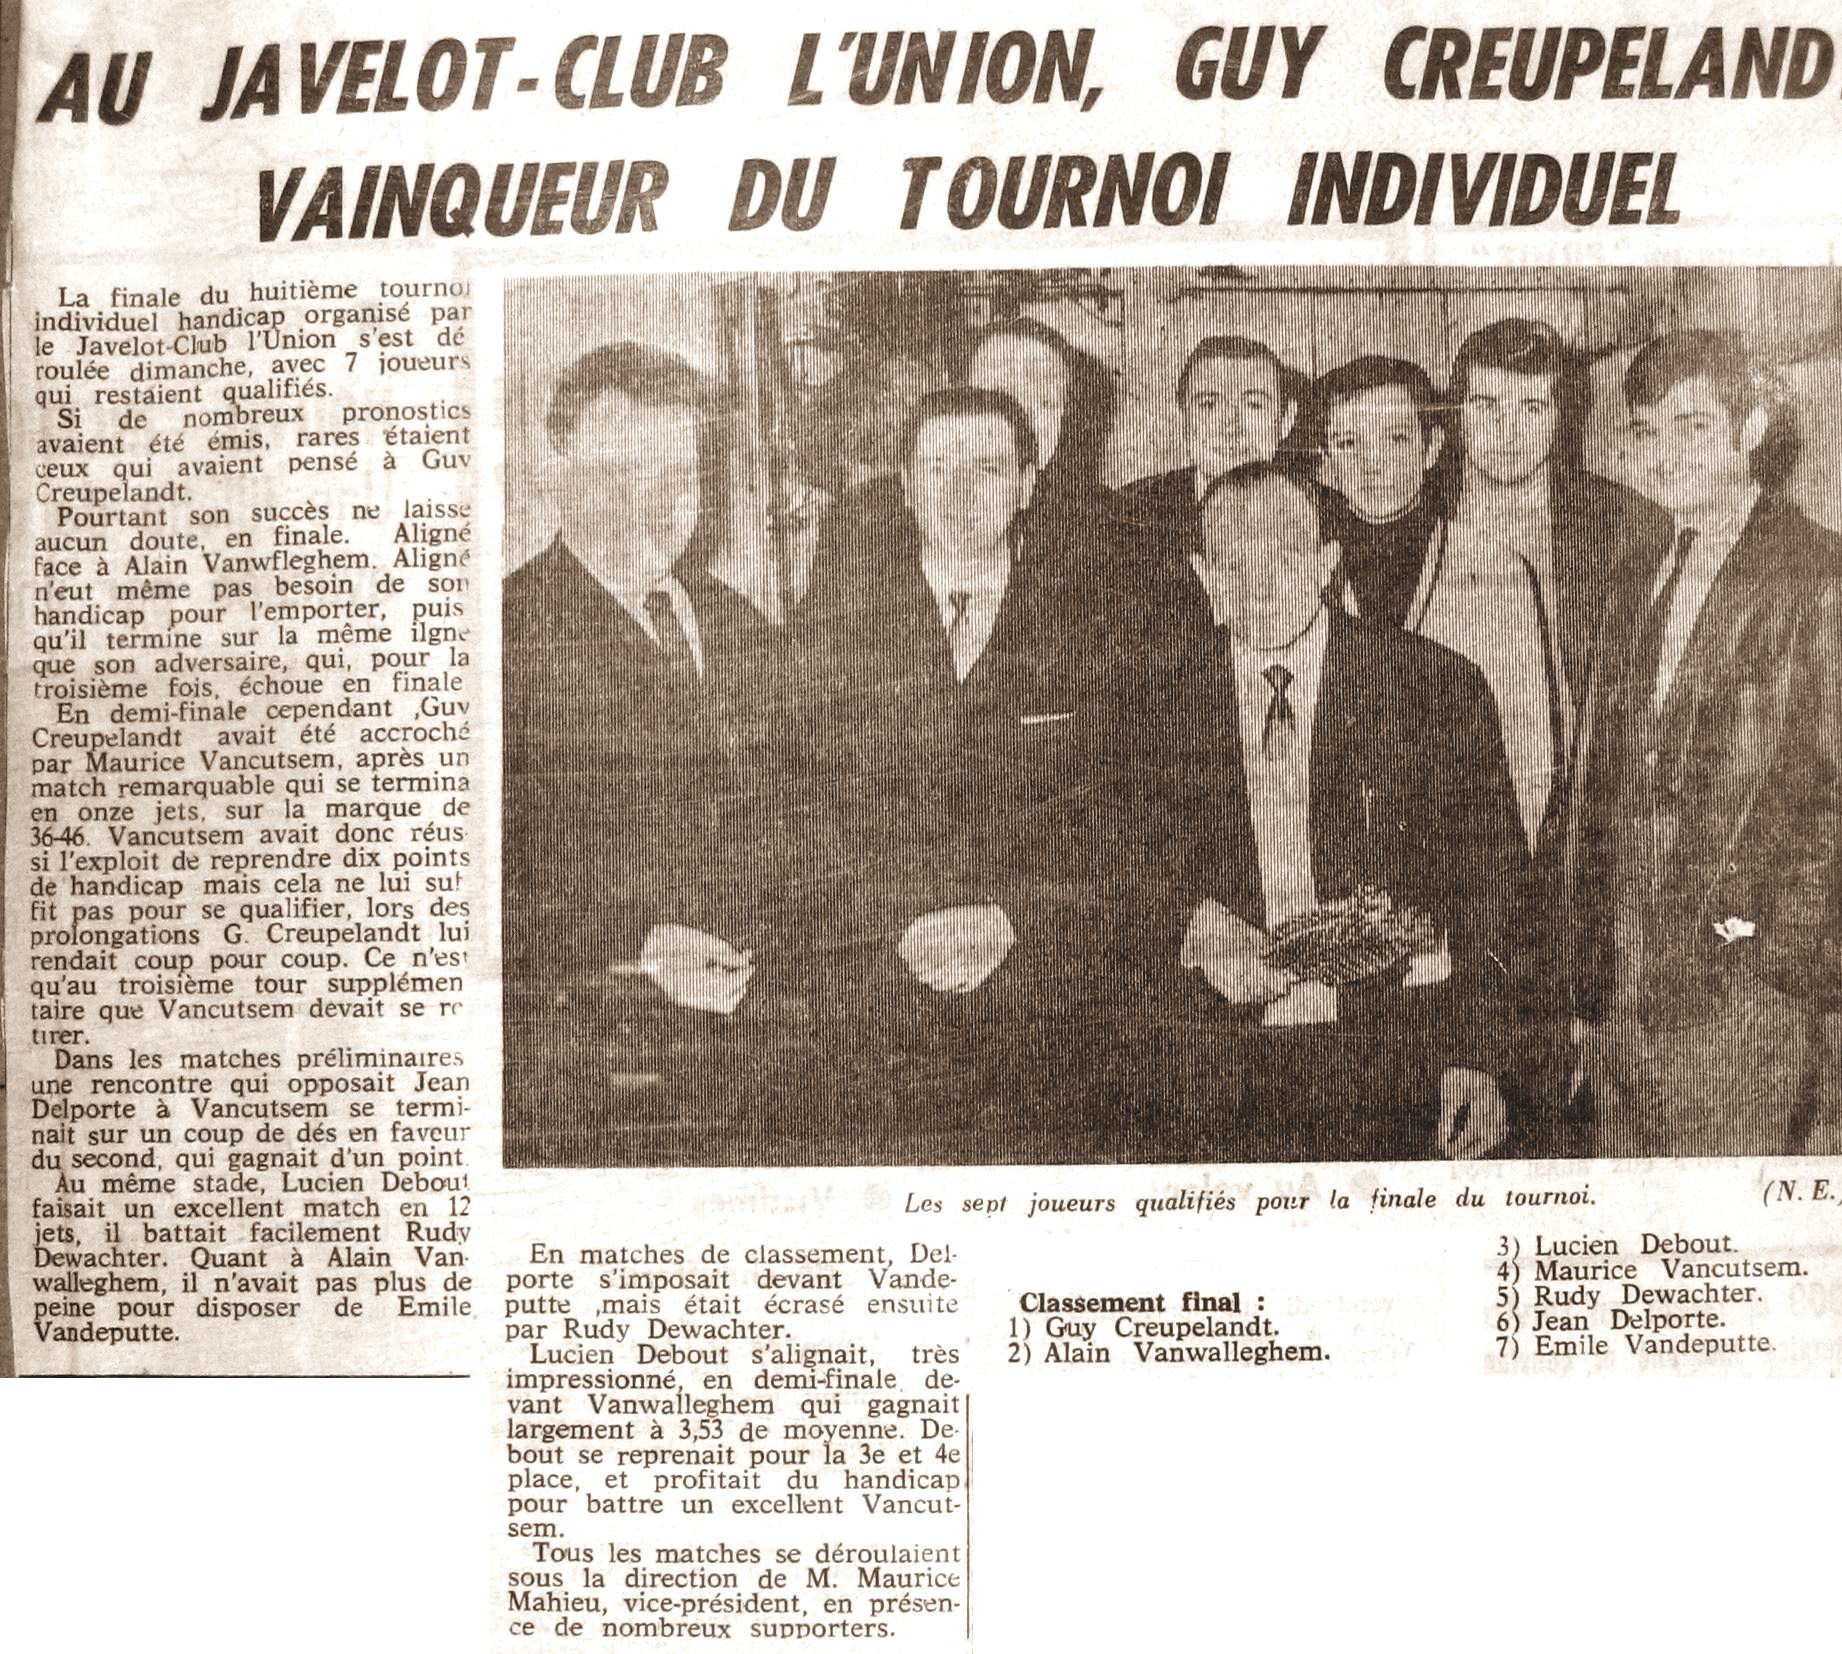 AU JAVELOT-CLUB L'UNION, GUY CREUPELAND
VAINQUEUR DU TOURNOI INDIVIDUEL
La finale du huitième tournoi
individuel handicap organisé par
le Javelot-Club l'Union s'est dé
roulée dimanche, avec 7 joueurs
qui restaient qualifiés.
Si de nombreux pronostics
avaient été émis, rares étaient
ceux qui avaient pensé à Guv
Creupelandt.
Pourtant son succès ne laisse
aucun doute, en finale. Aligné
face à Alain Vanwfleghem. Aligné
n'eut même pas besoin de son
handicap pour l'emporter, puis
qu'il termine sur la même ilgne
que son adversaire, qui, pour la
troisième fois, échoue en finale
En demi-finale cependant ,Guv
Creupelandt avait été accroché
par Maurice Vancutsem, après un
match remarquable qui se termina
en onze jets, sur la marque de
36-46. Vancutsem avait donc réus
si l'exploit de reprendre dix points
de handicap mais cela ne lui suf
fit pas pour se qualifier, lors des
prolongations G. Creupelandt lui
rendait coup pour coup. Ce n'est
qu'au troisième tour supplémen
taire que Vancutsem devait se re
tirer.
Dans les matches préliminaires
une rencontre qui opposait Jean
Delporte à Vancutsem se termi-
nait sur un coup de dés en faveur
du second, qui gagnait d'un point.
Au même stade, Lucien Debout
faisait un excellent match en 12
jets, il battait facilement Rudy
Dewachter. Quant à Alain Van-
walleghem, il n'avait pas plus de
peine pour disposer de Emile
Vandeputte.
Les sept joueurs qualifiés pour la finale du tournoi.
(N. E.)
En matches de classement, Del-
porte s'imposait devant Vande-
putte ,mais était écrasé ensuite
par Rudy Dewachter.
Lucien Debout s'alignait, très
impressionné, en demi-finale de-
vant Vanwalleghem qui gagnait
largement à 3,53 de moyenne. De-
bout se reprenait pour la 3e et 4e
place, et profitait du handicap
pour battre un excellent Vancut-
sem.
Tous les matches se déroulaient
sous la direction de M. Maurice
Mahieu, vice-président, en présen-
ce de nombreux supporters.
Classement final :
1) Guy Creupelandt.
2) Alain Vanwalleghem.
3) Lucien Debout.
4) Maurice Vancutsem.
5) Rudy Dewachter.
6) Jean Delporte.
7) Emile Vandeputte.